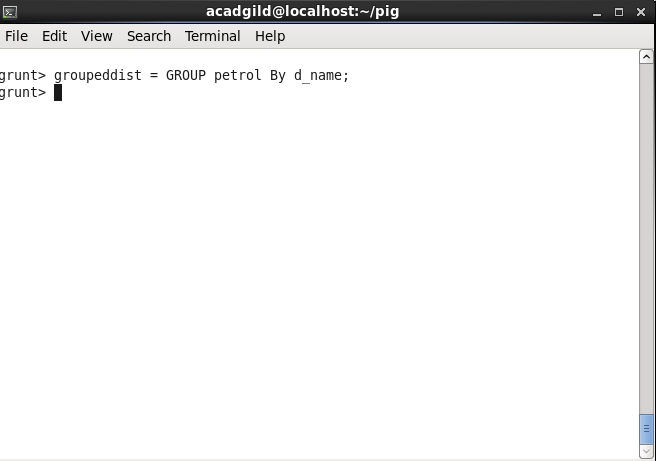 acadgild@localhost:~/pig
File Edit View Search Terminal Help
grunt> groupeddist = GROUP petrol By d_name;
grunt>